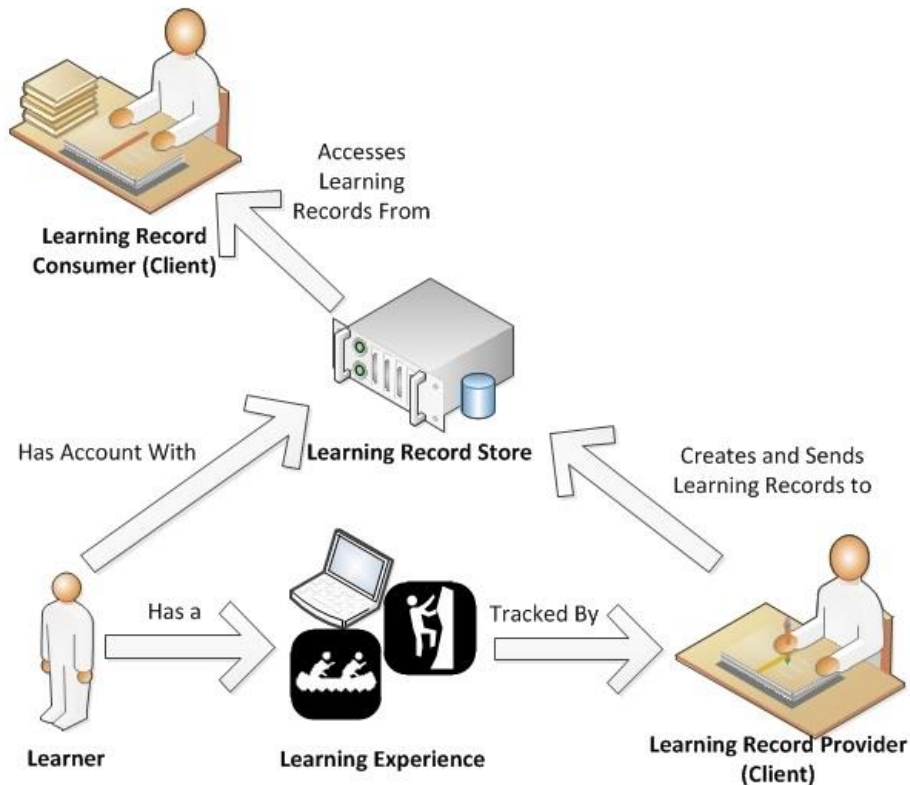 Accesses
Learning
Records From
Learning Record
Consumer (Client)
Has Account With
Learning Record Store
Creates and Sends
Learning Records to
Has a
Tracked By
Learner
Learning Experience
Learning Record Provider
(Client)